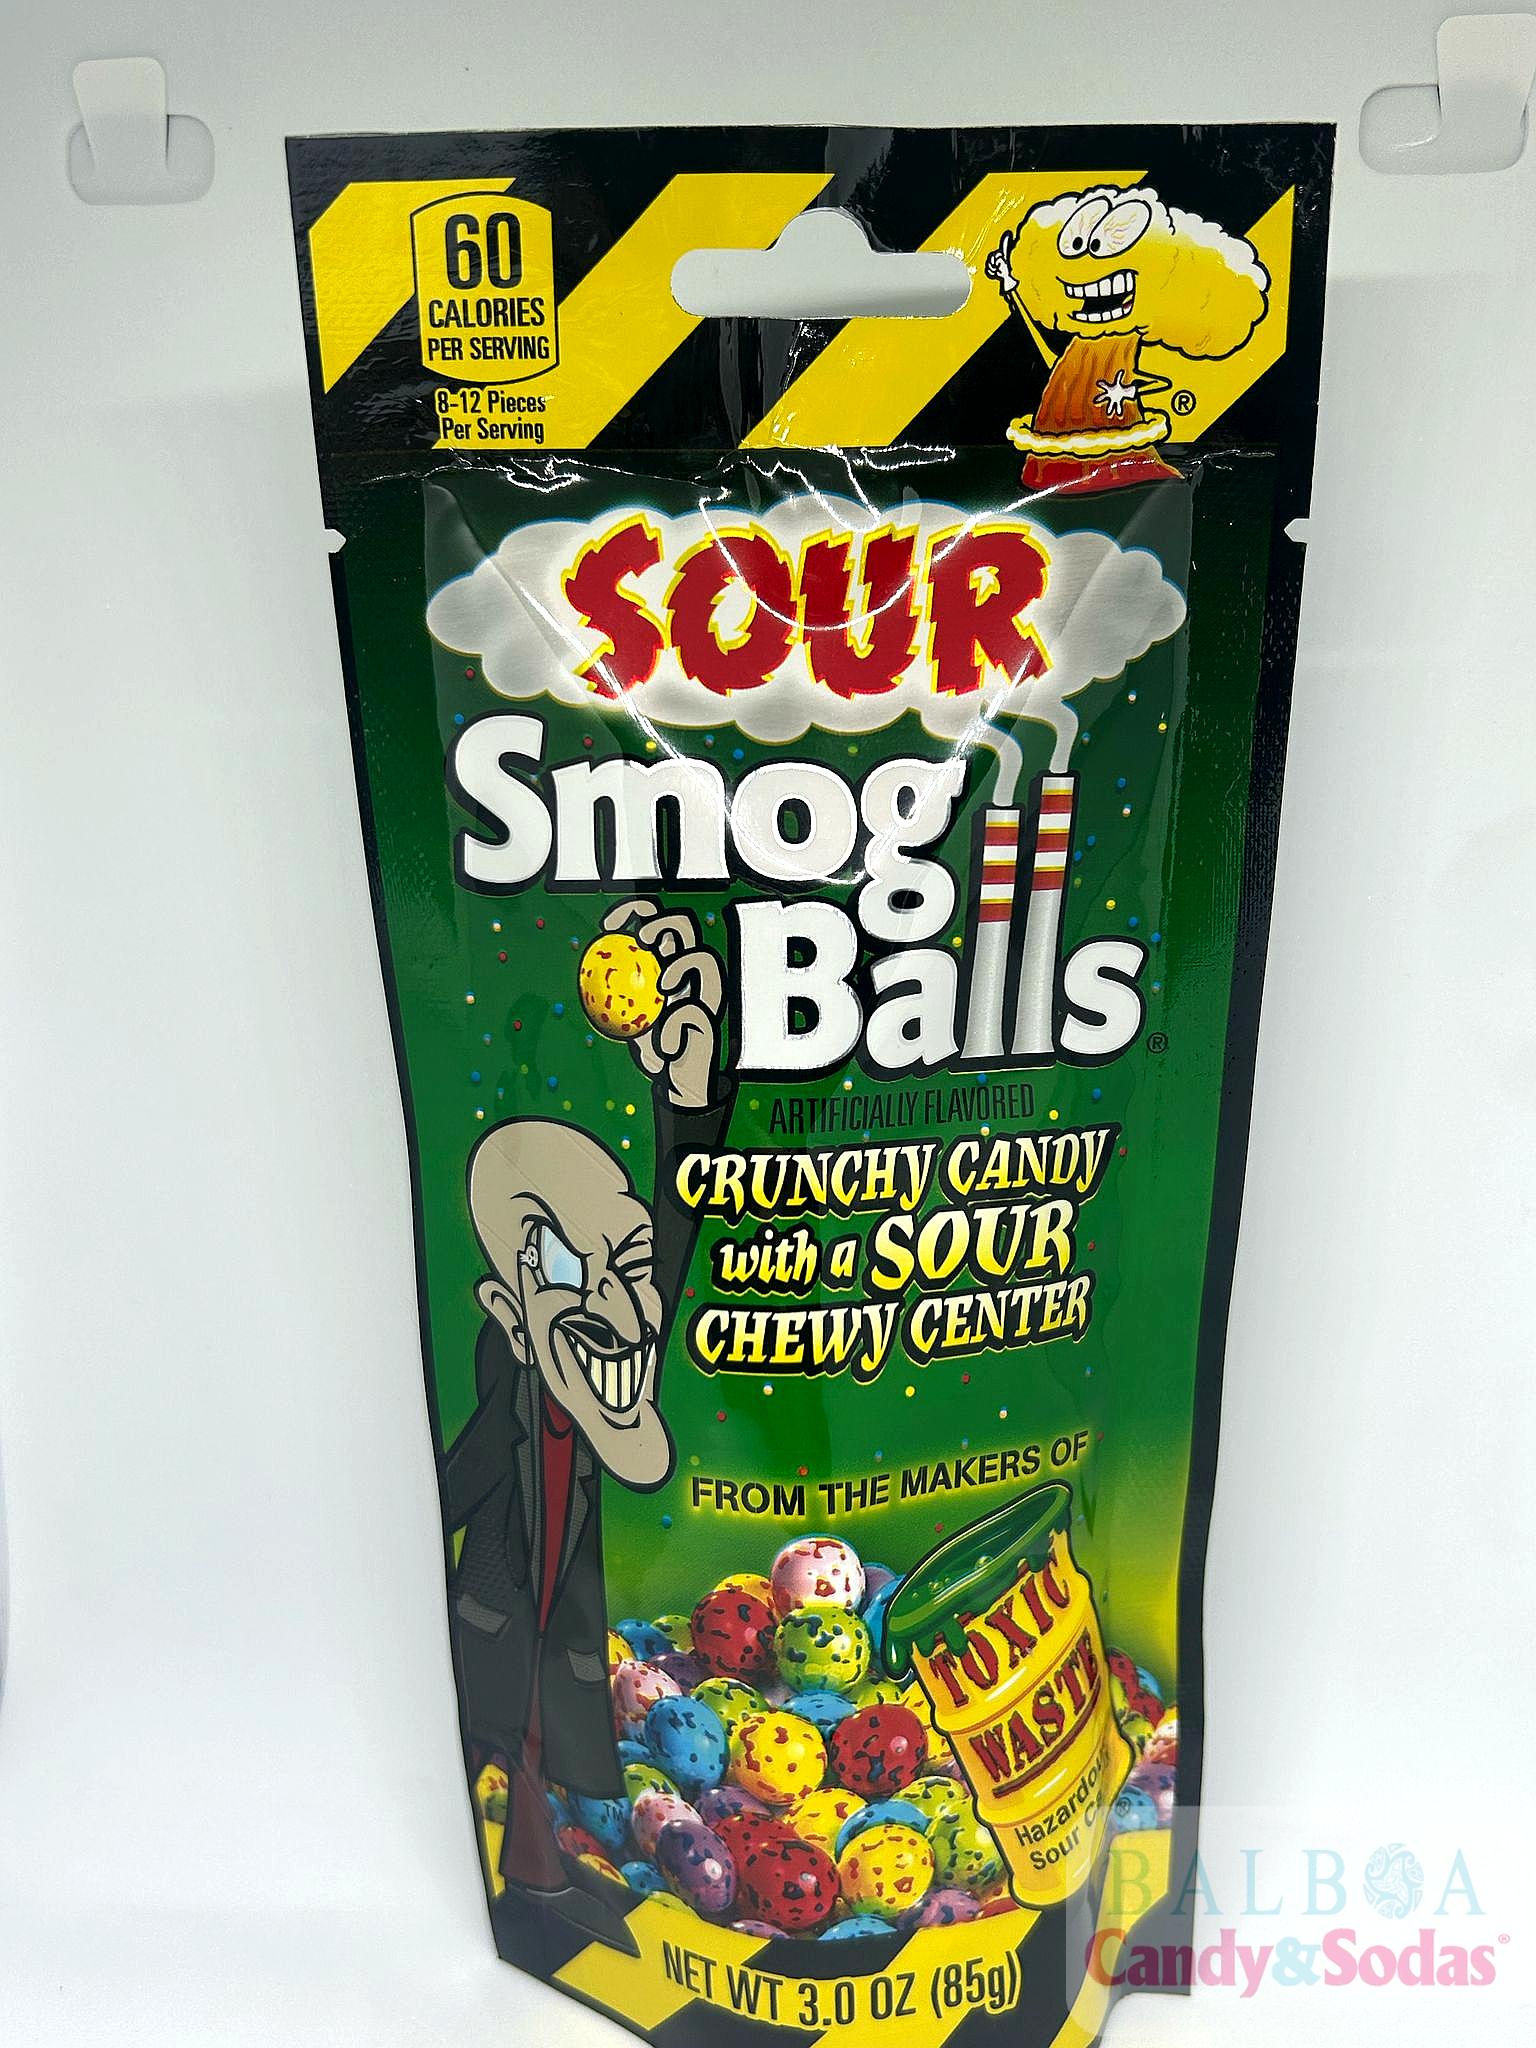 60
CALORIES
PER SERVING
8-12 Pieces
Per Serving
®
SOUR
Smog
Balls
®
ARTIFICIALLY FLAVORED
CRUNCHY CANDY
with a SOUR
CHEWY CENTER
FROM THE MAKERS OF
TOXIC
WASTE
Hazardous
Sour
®
TM
NET WT 3.0 OZ (85g)
BALBOA
Candy&Sodas®